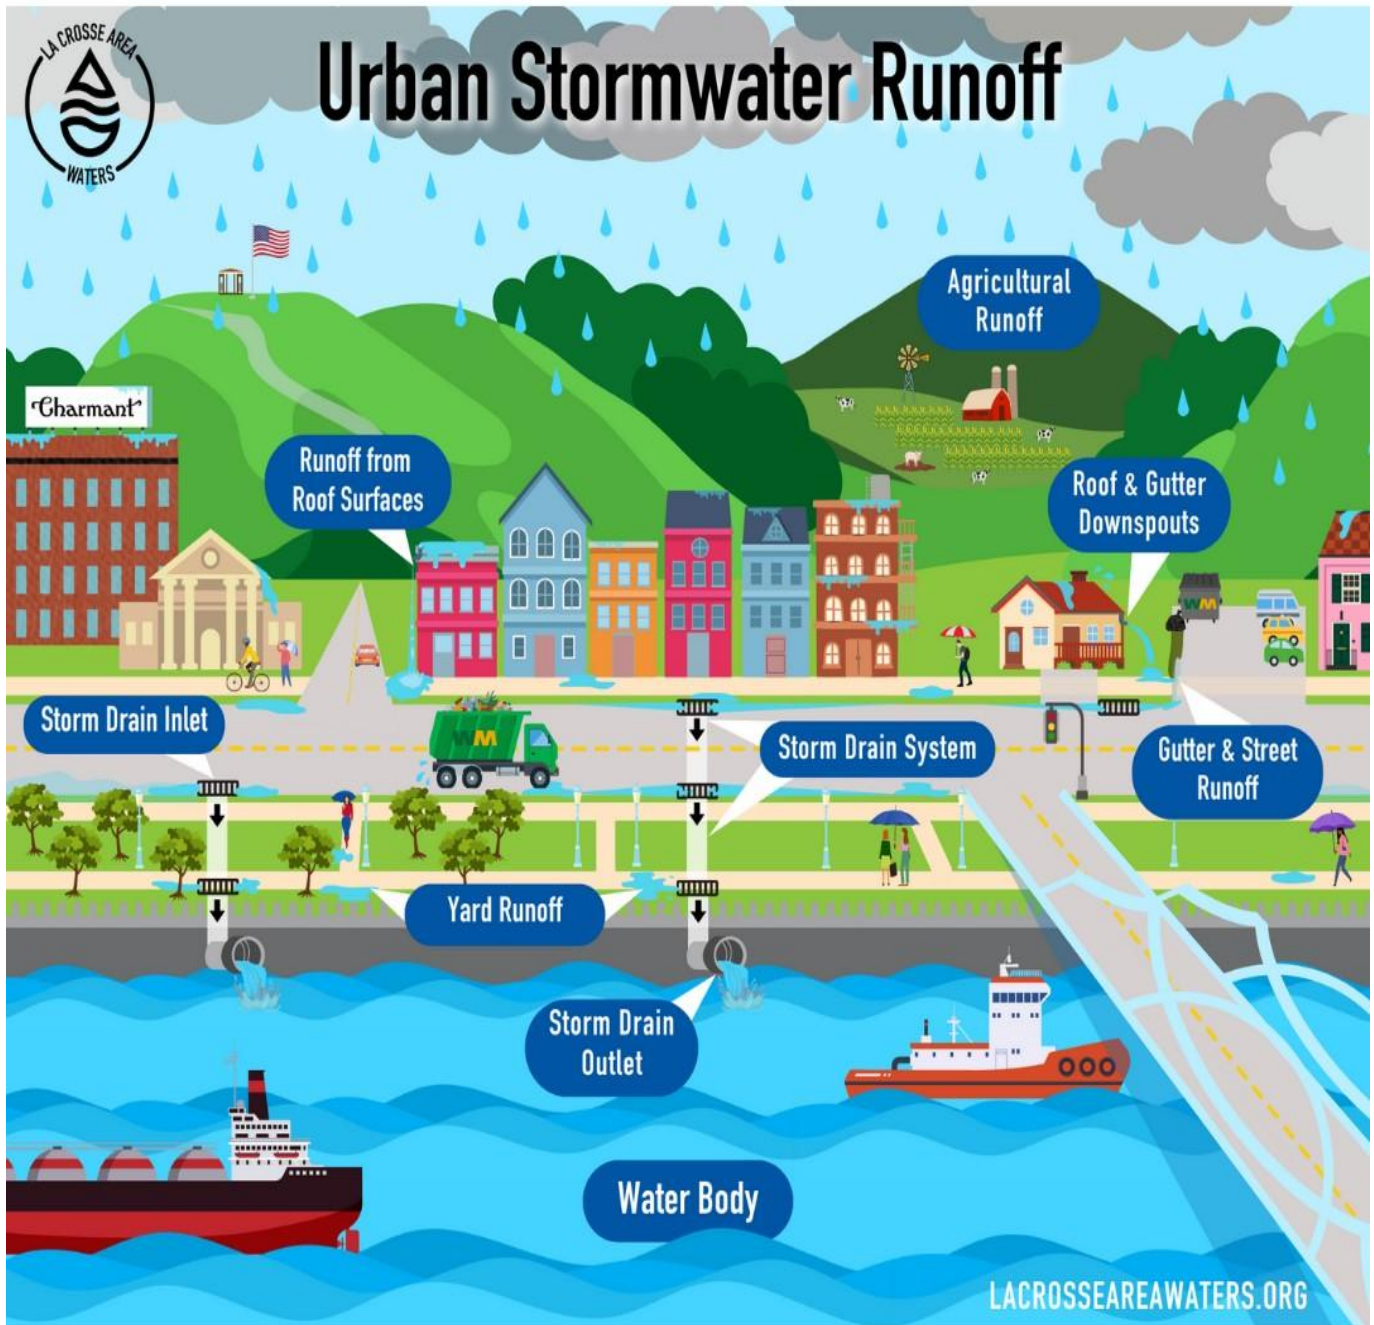 LA CROSSE AREA
WATERS
Urban Stormwater Runoff
Agricultural
Runoff
Charmant
Runoff from
Roof Surfaces
Roof & Gutter
Downspouts
WM
Storm Drain Inlet
WM
Storm Drain System
Gutter & Street
Runoff
Yard Runoff
Storm Drain
Outlet
Water Body
LACROSSEAREAWATERS.ORG